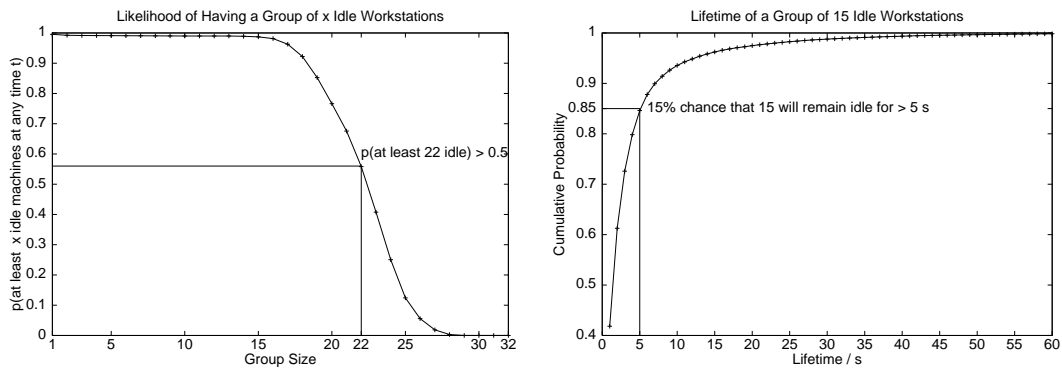 Likelihood of Having a Group of x Idle Workstations
p(at least x idle machines at any time t)
1
0.9
0.8
0.7
0.6
0.5
0.4
0.3
0.2
0.1
0
p(at least 22 idle) > 0.5
1 5 10 15 20 22 25 30 32
Group Size
Lifetime of a Group of 15 Idle Workstations
Cumulative Probability
1
0.9
0.85
0.8
0.7
0.6
0.5
0.4
15% chance that 15 will remain idle for > 5 s
0 5 10 15 20 25 30 35 40 45 50 55 60
Lifetime / s